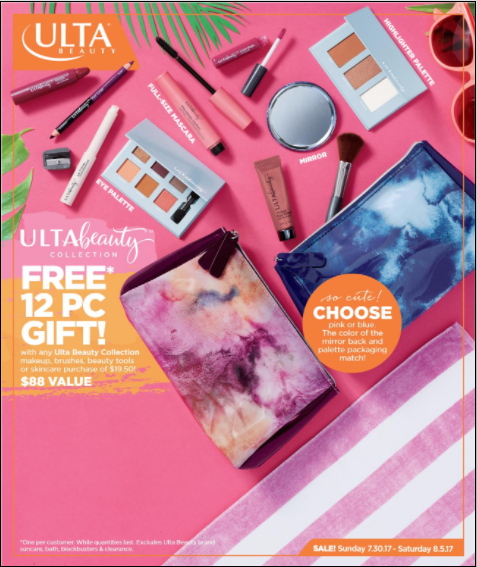 ULTA
BEAUTY
HIGHLIGHTER PALETTE
FULL-SIZE MASCARA
MIRROR
EYE PALETTE
ULTA beauty
COLLECTION
FREE*
12 PC
GIFT!
with any Ulta Beauty Collection
makeup, brushes, beauty tools
or skincare purchase of $19.50!
$88 VALUE
so cute!
CHOOSE
pink or blue.
The color of the
mirror back and
palette packaging
match!
*One per customer. While quantities last. Excludes Ulta Beauty brand
suncare, bath, blockbusters & clearance.
SALE! Sunday 7.30.17 - Saturday 8.5.17